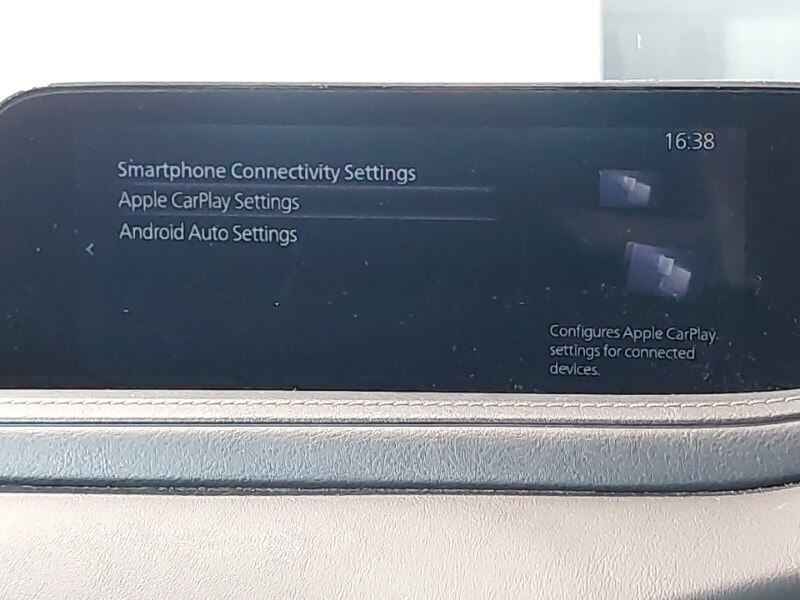 16:38
Smartphone Connectivity Settings
Apple CarPlay Settings
Android Auto Settings
Configures Apple CarPlay
settings for connected
devices.